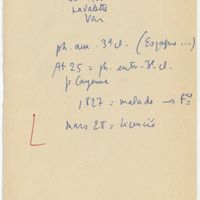 Lavalette
Var
ph. aux. 3e cl. (Espagne...)
At 25 = ph. entr. 3e cl.
p Cayenne
1827 = malade → Fce
mars 28 = licencié